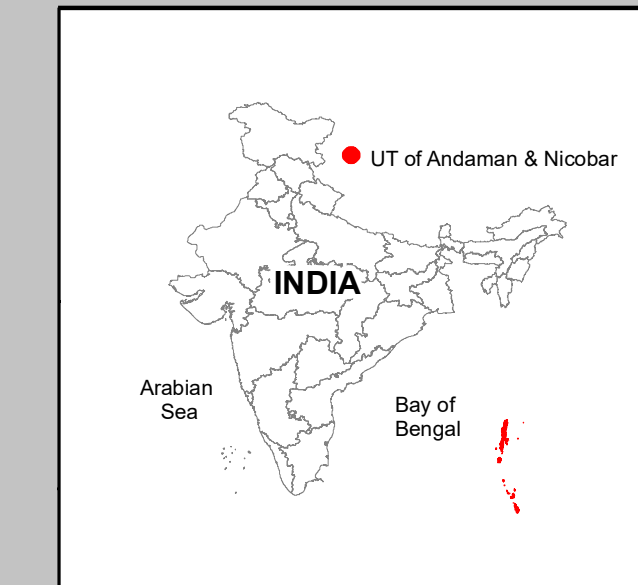 UT of Andaman & Nicobar
INDIA
Arabian
Sea
Bay of
Bengal